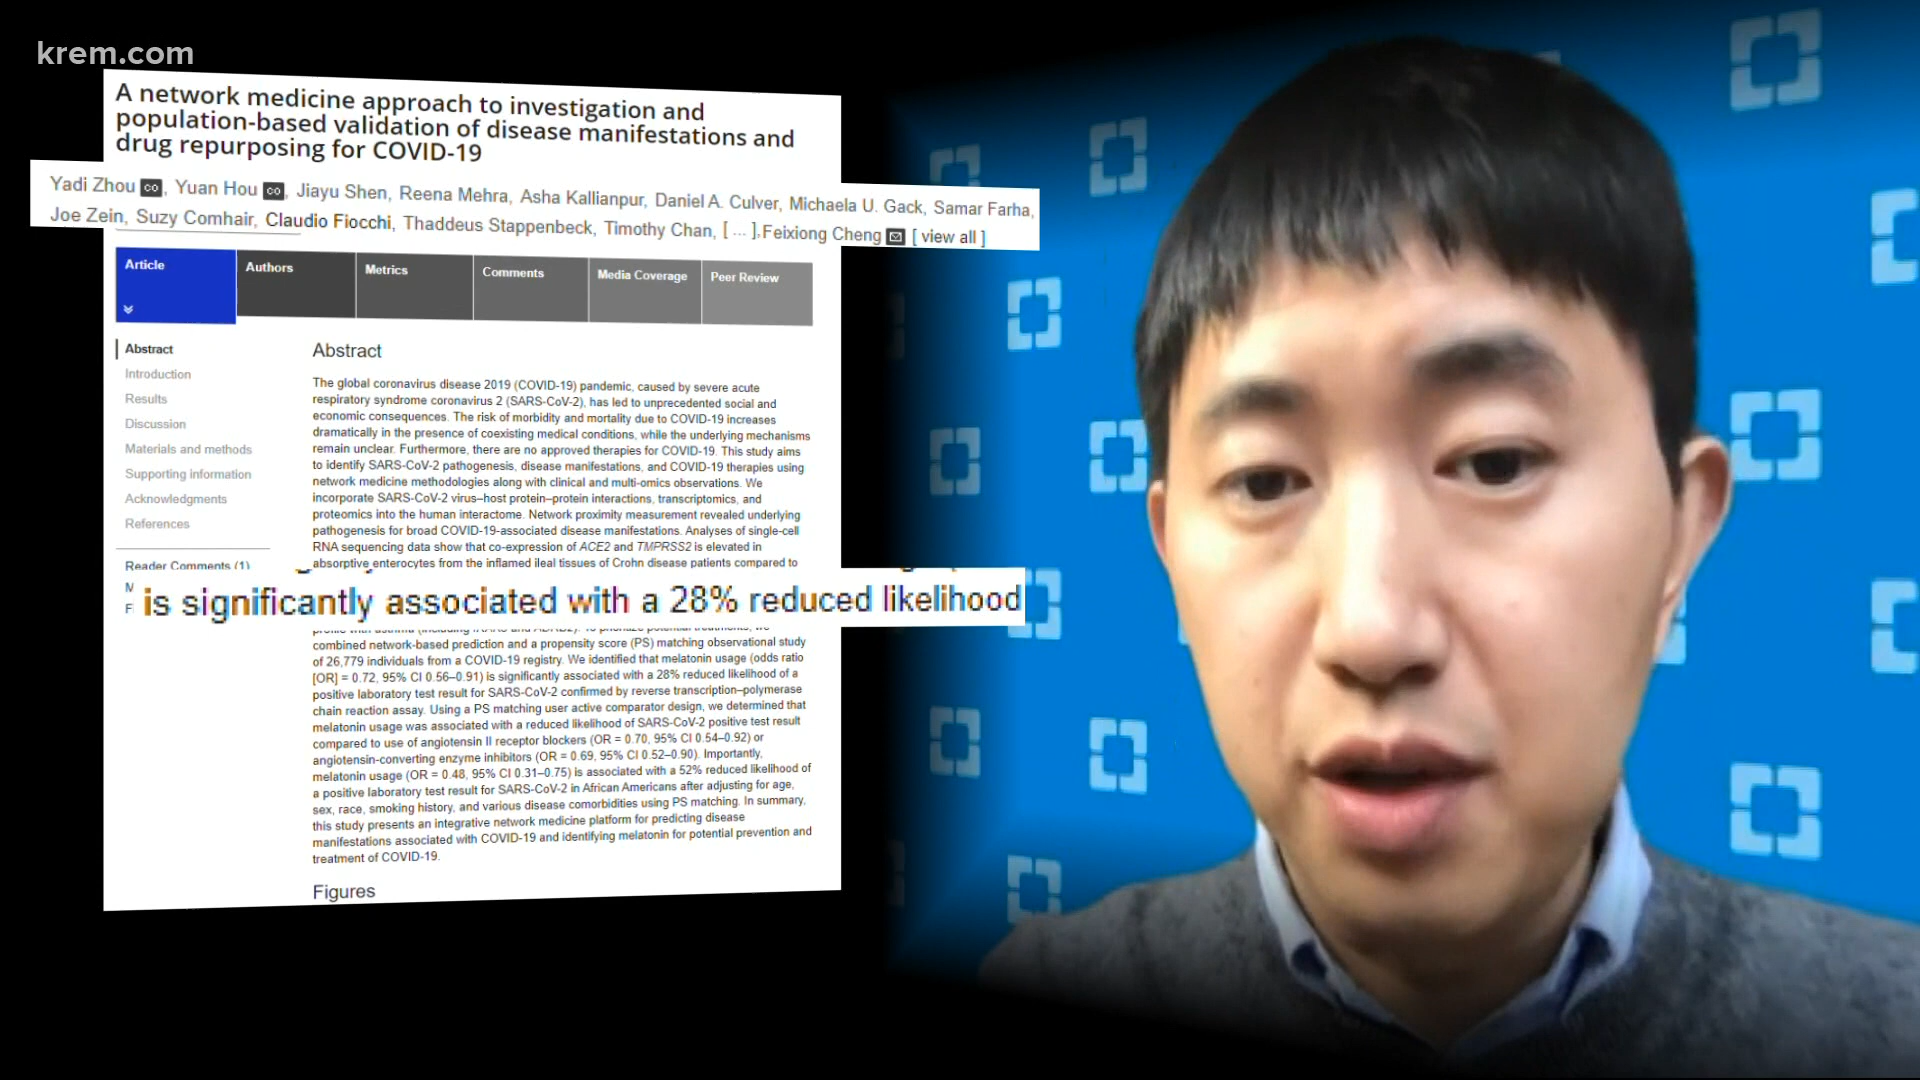 krem.com
A network medicine approach to investigation and
population-based validation of disease manifestations and
drug repurposing for COVID-19
Yadi Zhou co, Yuan Hou co, Jiayu Shen, Reena Mehra, Asha Kallianpur, Daniel A. Culver, Michaela U. Gack, Samar Farha,
Joe Zein, Suzy Comhair, Claudio Fiocchi, Thaddeus Stappenbeck, Timothy Chan, [ ... ], Feixiong Cheng [ view all ]
Article
Authors
Metrics
Comments
Media Coverage
Peer Review
Abstract
Introduction
Results
Discussion
Materials and methods
Supporting information
Acknowledgments
References
Reader Comments (1)
M
F
Abstract
The global coronavirus disease 2019 (COVID-19) pandemic, caused by severe acute
respiratory syndrome coronavirus 2 (SARS-CoV-2), has led to unprecedented social and
economic consequences. The risk of morbidity and mortality due to COVID-19 increases
dramatically in the presence of coexisting medical conditions, while the underlying mechanisms
remain unclear. Furthermore, there are no approved therapies for COVID-19. This study aims
to identify SARS-CoV-2 pathogenesis, disease manifestations, and COVID-19 therapies using
network medicine methodologies along with clinical and multi-omics observations. We
incorporate SARS-CoV-2 virus–host protein–protein interactions, transcriptomics, and
proteomics into the human interactome. Network proximity measurement revealed underlying
pathogenesis for broad COVID-19-associated disease manifestations. Analyses of single-cell
RNA sequencing data show that co-expression of ACE2 and TMPRSS2 is elevated in
absorptive enterocytes from the inflamed ileal tissues of Crohn disease patients compared to
is significantly associated with a 28% reduced likelihood
combined network-based prediction and a propensity score (PS) matching observational study
of 26,779 individuals from a COVID-19 registry. We identified that melatonin usage (odds ratio
[OR] = 0.72, 95% CI 0.56–0.91) is significantly associated with a 28% reduced likelihood of a
positive laboratory test result for SARS-CoV-2 confirmed by reverse transcription–polymerase
chain reaction assay. Using a PS matching user active comparator design, we determined that
melatonin usage was associated with a reduced likelihood of SARS-CoV-2 positive test result
compared to use of angiotensin II receptor blockers (OR = 0.70, 95% CI 0.54–0.92) or
angiotensin-converting enzyme inhibitors (OR = 0.69, 95% CI 0.52–0.90). Importantly,
melatonin usage (OR = 0.48, 95% CI 0.31–0.75) is associated with a 52% reduced likelihood of
a positive laboratory test result for SARS-CoV-2 in African Americans after adjusting for age,
sex, race, smoking history, and various disease comorbidities using PS matching. In summary,
this study presents an integrative network medicine platform for predicting disease
manifestations associated with COVID-19 and identifying melatonin for potential prevention and
treatment of COVID-19.
Figures